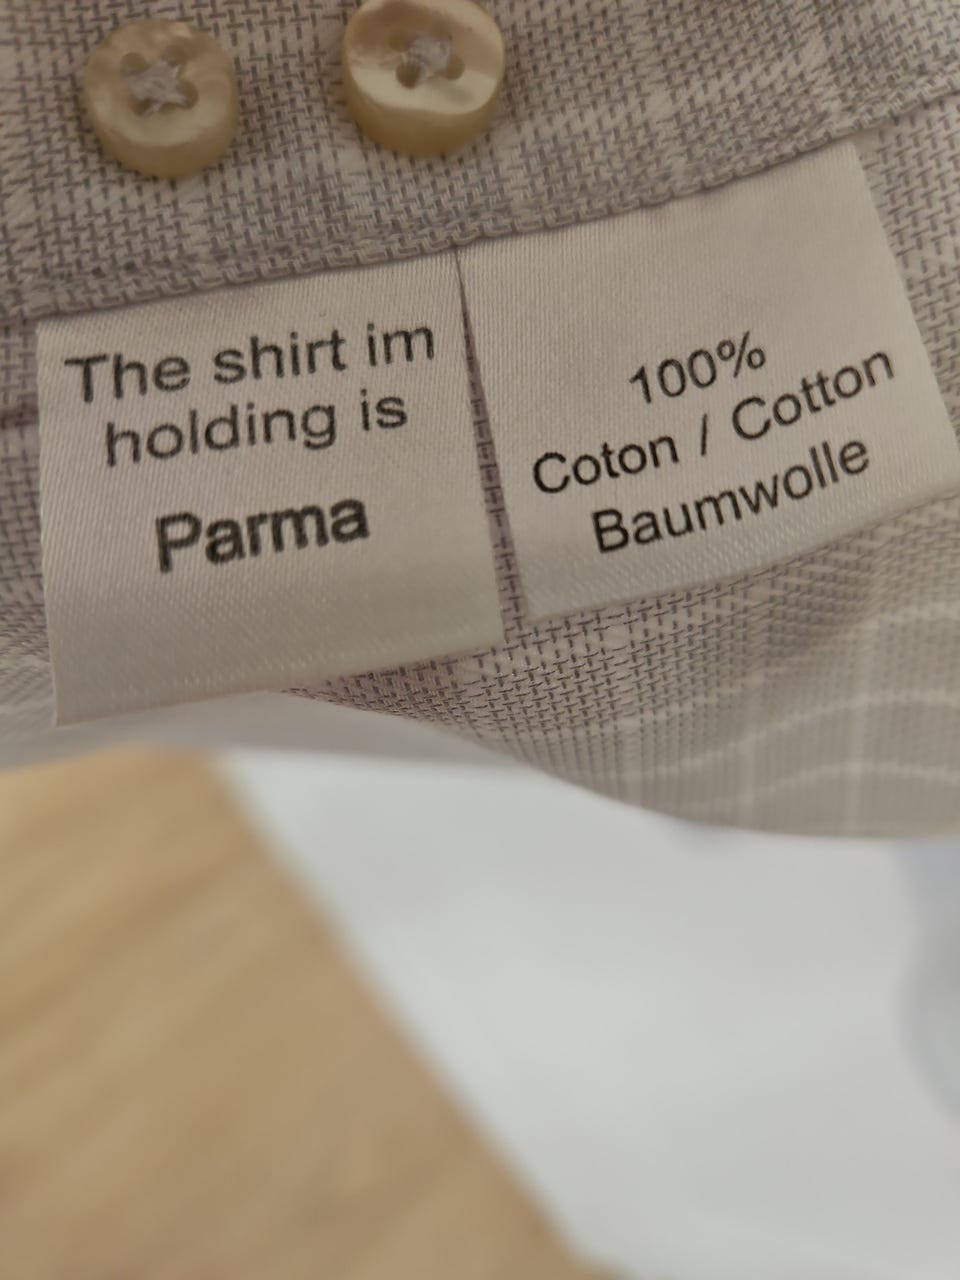 The shirt im
holding is
Parma
100%
Coton / Cotton
Baumwolle